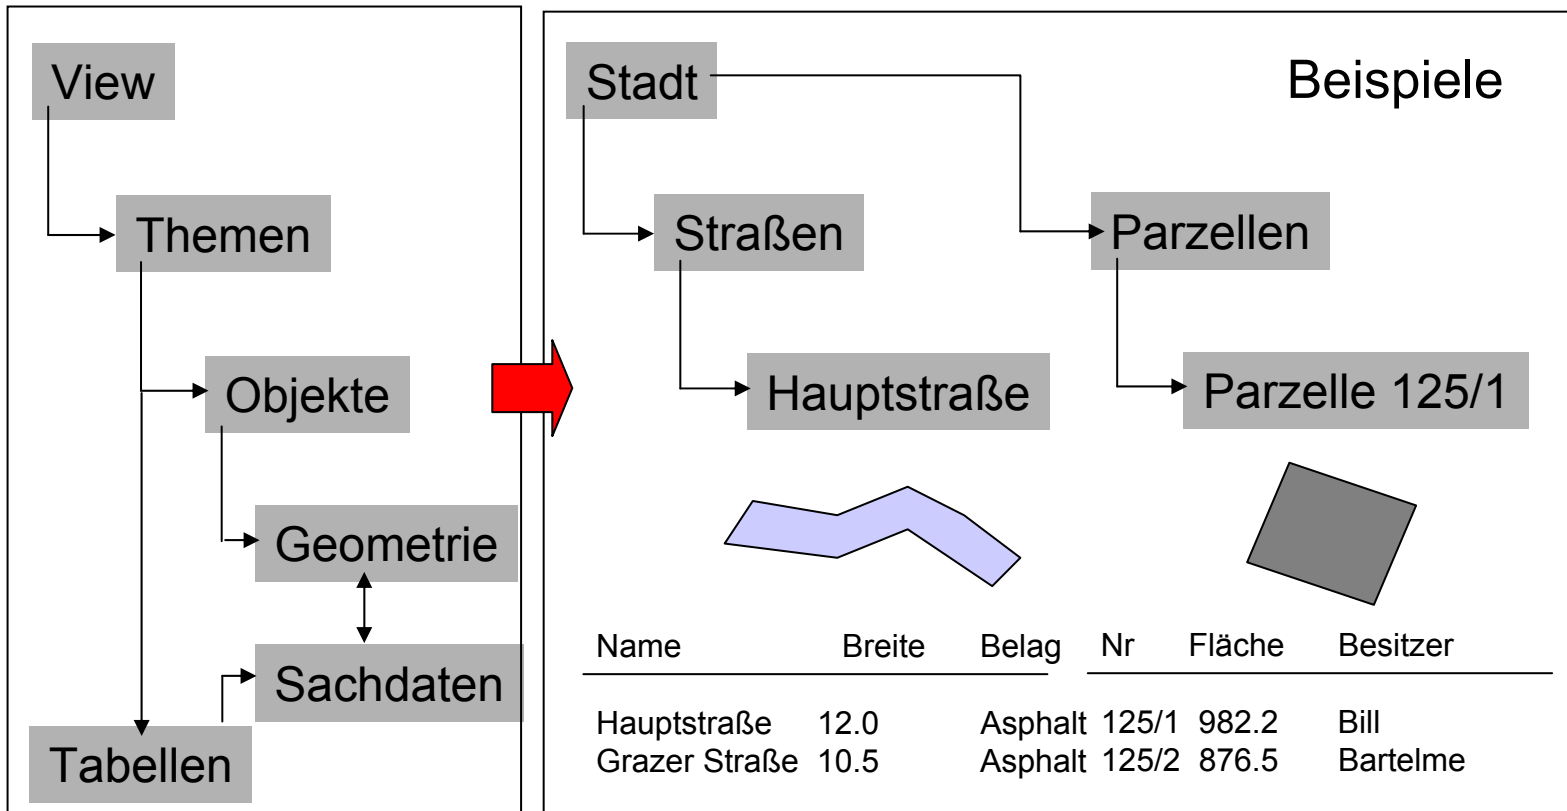 View
Themen
Objekte
Geometrie
Sachdaten
Tabellen
Beispiele
Stadt
Straßen
Parzellen
Hauptstraße
Parzelle 125/1
Name Breite Belag
Hauptstraße 12.0 Asphalt
Grazer Straße 10.5 Asphalt
Nr Fläche Besitzer
125/1 982.2 Bill
125/2 876.5 Bartelme